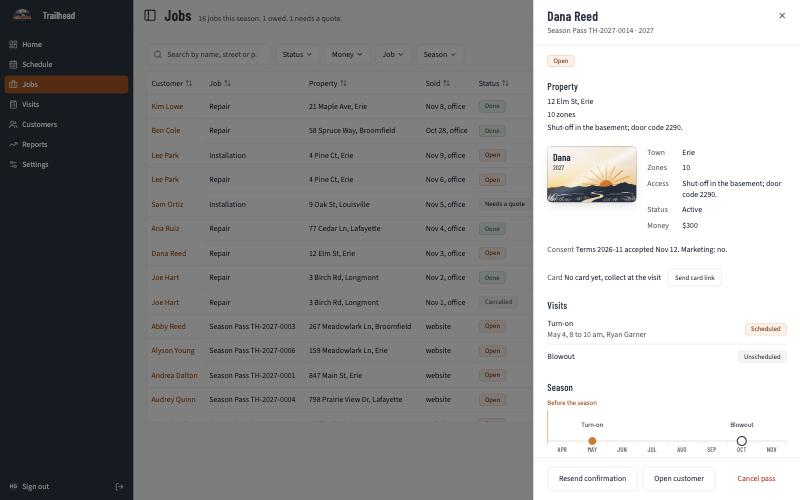 Trailhead
Home
Schedule
Jobs
Visits
Customers
Reports
Settings
HG Sign out
Jobs 16 jobs this season. 1 owed. 1 needs a quote.
Search by name, street or p.
Status Money Job Season
Customer Job Property Sold Status
Kim Lowe Repair 21 Maple Ave, Erie Nov 8, office Done
Ben Cole Repair 58 Spruce Way, Broomfield Oct 28, office Done
Lee Park Installation 4 Pine Ct, Erie Nov 9, office Open
Lee Park Repair 4 Pine Ct, Erie Nov 6, office Open
Sam Ortiz Installation 9 Oak St, Louisville Nov 5, office Needs a quote
Ana Ruiz Repair 77 Cedar Ln, Lafayette Nov 4, office Done
Dana Reed Repair 12 Elm St, Erie Nov 3, office Open
Joe Hart Repair 3 Birch Rd, Longmont Nov 2, office Done
Joe Hart Repair 3 Birch Rd, Longmont Nov 1, office Cancelled
Abby Reed Season Pass TH-2027-0003 267 Meadowlark Ln, Broomfield website Open
Alyson Young Season Pass TH-2027-0006 159 Meadowlark Ln, Erie website Open
Andrea Dalton Season Pass TH-2027-0001 847 Main St, Erie website Open
Audrey Quinn Season Pass TH-2027-0004 798 Prairie View Dr, Lafayette website Open
Dana Reed
Season Pass TH-2027-0014 · 2027
Open
Property
12 Elm St, Erie
10 zones
Shut-off in the basement; door code 2290.
Dana
2027
Town Erie
Zones 10
Access Shut-off in the basement; door
code 2290.
Status Active
Money $300
Consent Terms 2026-11 accepted Nov 12. Marketing: no.
Card No card yet, collect at the visit Send card link
Visits
Turn-on
May 4, 8 to 10 am, Ryan Garner
Scheduled
Blowout Unscheduled
Season
Before the season
Turn-on Blowout
APR MAY JUN JUL AUG SEP OCT NOV
Resend confirmation Open customer Cancel pass